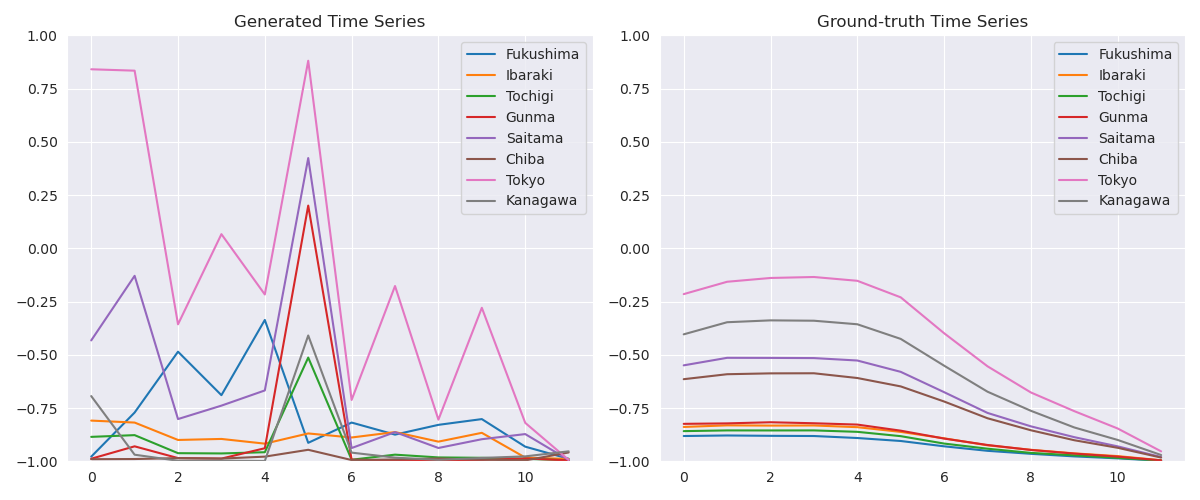 Generated Time Series
1.00
0.75
0.50
0.25
0.00
−0.25
−0.50
−0.75
−1.00
0 2 4 6 8 10
Fukushima
Ibaraki
Tochigi
Gunma
Saitama
Chiba
Tokyo
Kanagawa
Ground-truth Time Series
1.00
0.75
0.50
0.25
0.00
−0.25
−0.50
−0.75
−1.00
0 2 4 6 8 10
Fukushima
Ibaraki
Tochigi
Gunma
Saitama
Chiba
Tokyo
Kanagawa